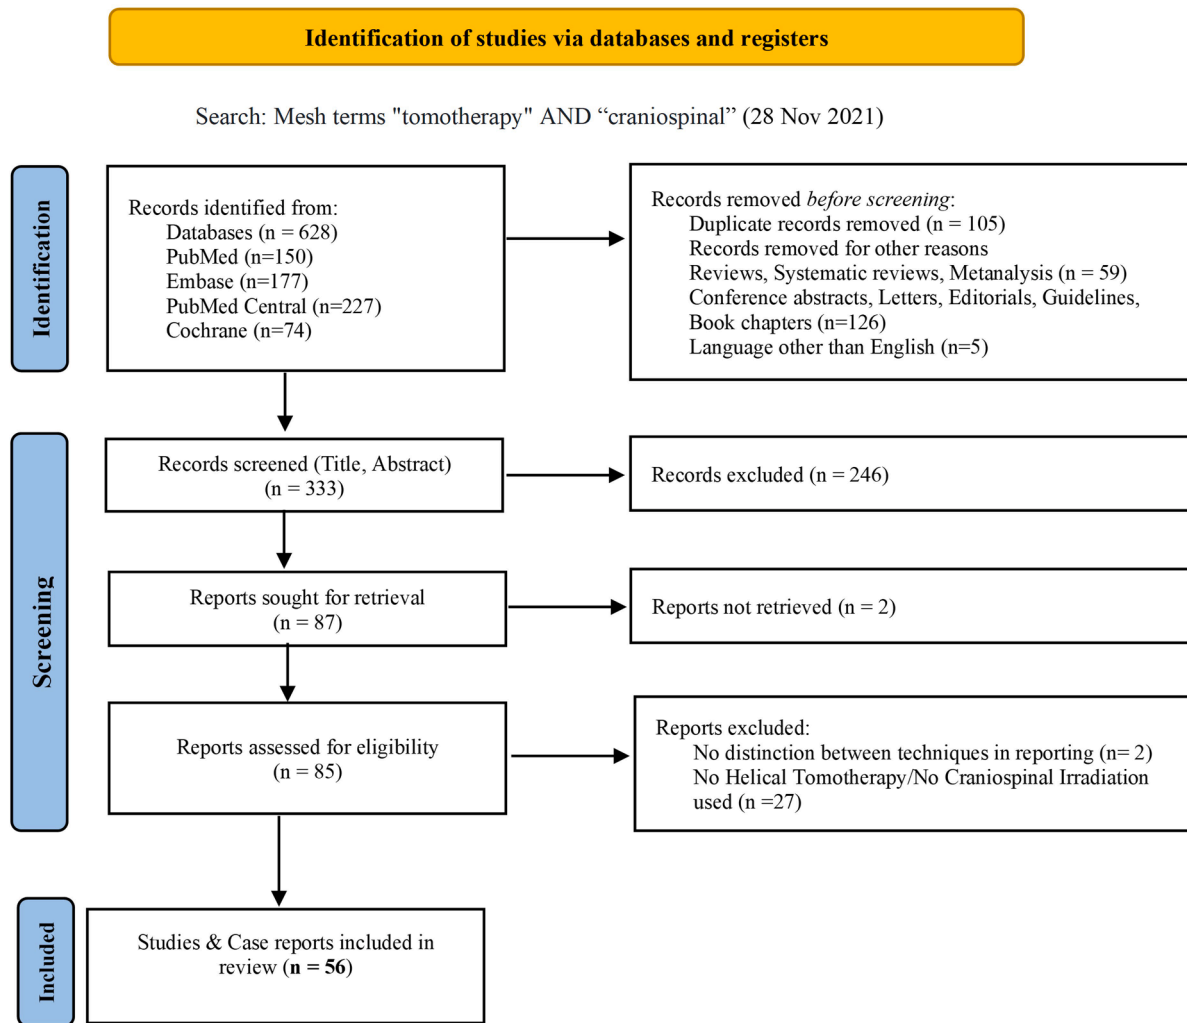 Identification of studies via databases and registers
Search: Mesh terms "tomotherapy" AND “craniospinal” (28 Nov 2021)
Identification
Records identified from:
Databases (n = 628)
PubMed (n=150)
Embase (n=177)
PubMed Central (n=227)
Cochrane (n=74)
Records removed before screening:
Duplicate records removed (n = 105)
Records removed for other reasons
Reviews, Systematic reviews, Metanalysis (n = 59)
Conference abstracts, Letters, Editorials, Guidelines,
Book chapters (n=126)
Language other than English (n=5)
Screening
Records screened (Title, Abstract)
(n = 333)
Records excluded (n = 246)
Reports sought for retrieval
(n = 87)
Reports not retrieved (n = 2)
Reports assessed for eligibility
(n = 85)
Reports excluded:
No distinction between techniques in reporting (n= 2)
No Helical Tomotherapy/No Craniospinal Irradiation
used (n =27)
Included
Studies & Case reports included in
review (n = 56)